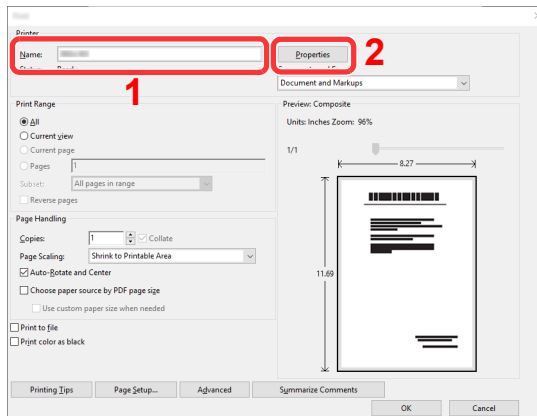 Printer
Name:
Properties
2
1
Document and Markups
Print Range
All
Current view
Current page
Pages
1
Subset:
All pages in range
Reverse pages
Page Handling
Copies:
1
Collate
Page Scaling:
Shrink to Printable Area
Auto-Rotate and Center
Choose paper source by PDF page size
Use custom paper size when needed
Print to file
Print color as black
Preview: Composite
Units: Inches Zoom: 96%
1/1
8.27
11.69
Printing Tips
Page Setup...
Advanced
Summarize Comments
OK
Cancel